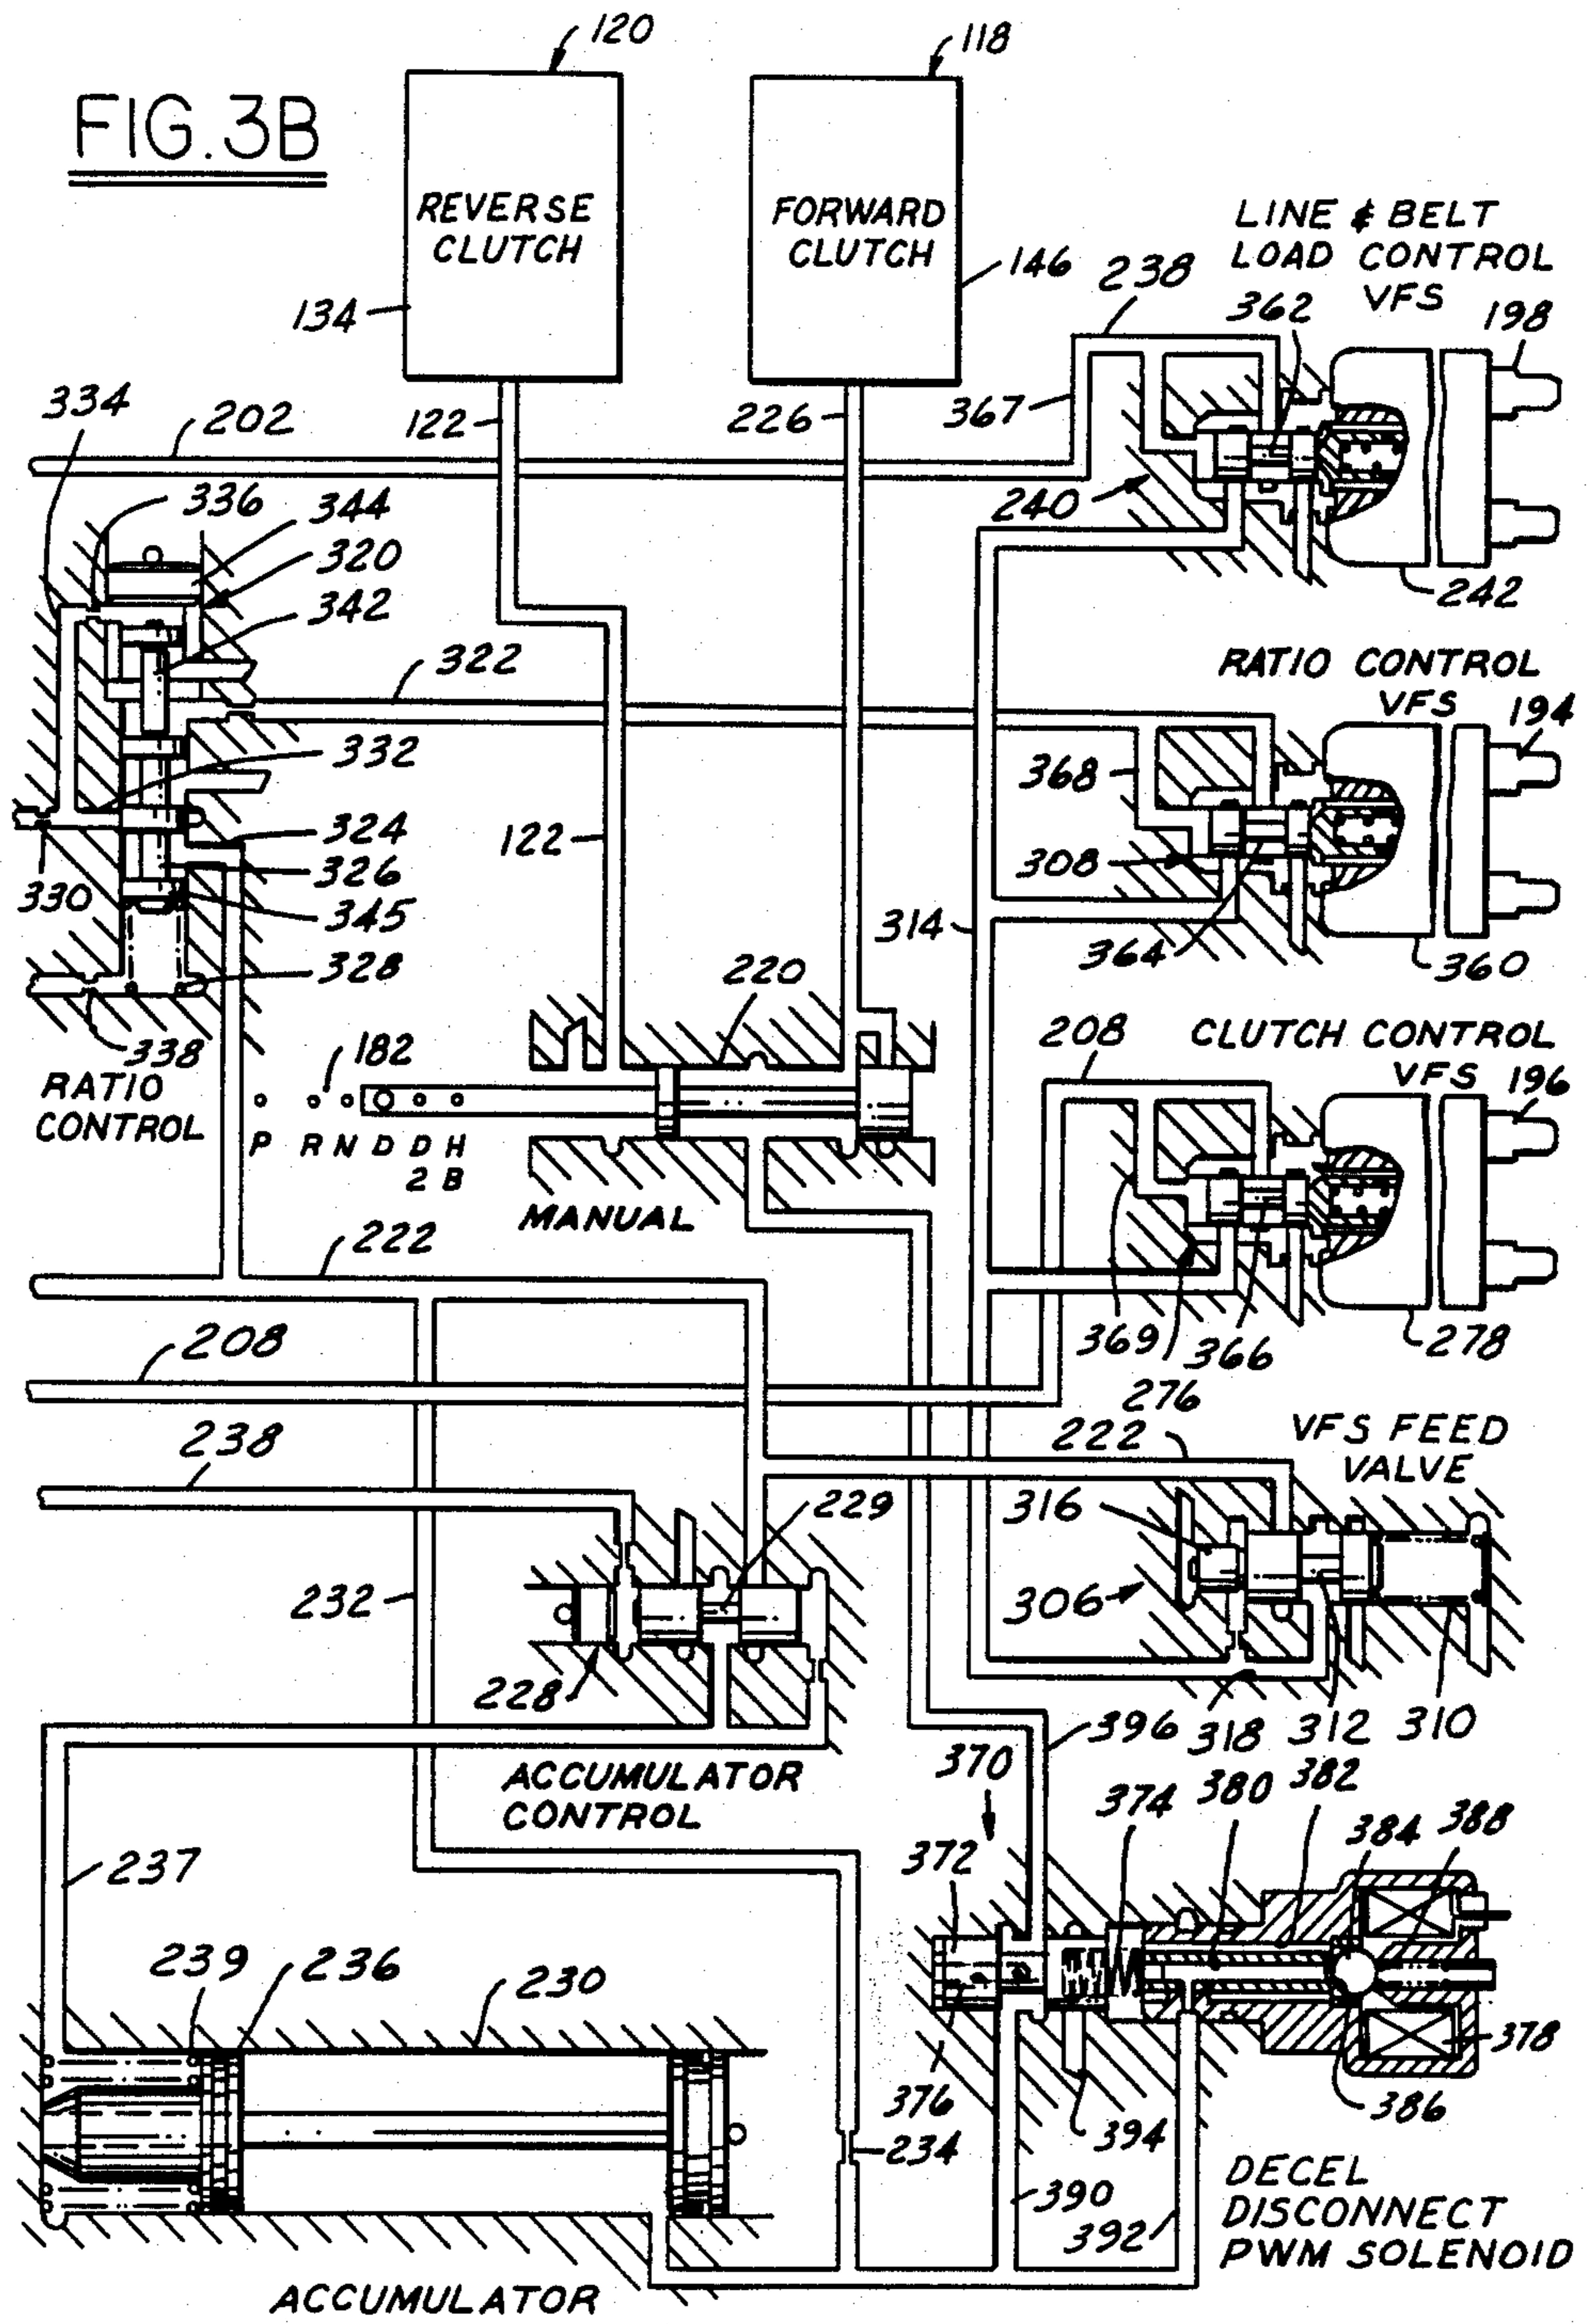 FIG. 3B
120
118
REVERSE
CLUTCH
FORWARD
CLUTCH
134
146
LINE & BELT
LOAD CONTROL
VFS
238
362
198
334
202
122
226
367
240
242
336
344
320
342
322
RATIO CONTROL
VFS
194
332
368
122
308
324
326
330
345
314
364
360
328
220
338
182
208
CLUTCH CONTROL
VFS
196
RATIO
CONTROL
P R N D D H
2 B
MANUAL
222
369
366
278
276
208
238
222
VFS FEED
VALVE
229
316
232
306
228
318
312
310
396
370
ACCUMULATOR
CONTROL
380
382
374
384
388
372
237
239
236
230
378
376
394
386
234
390
392
DECEL
DISCONNECT
PWM SOLENOID
ACCUMULATOR